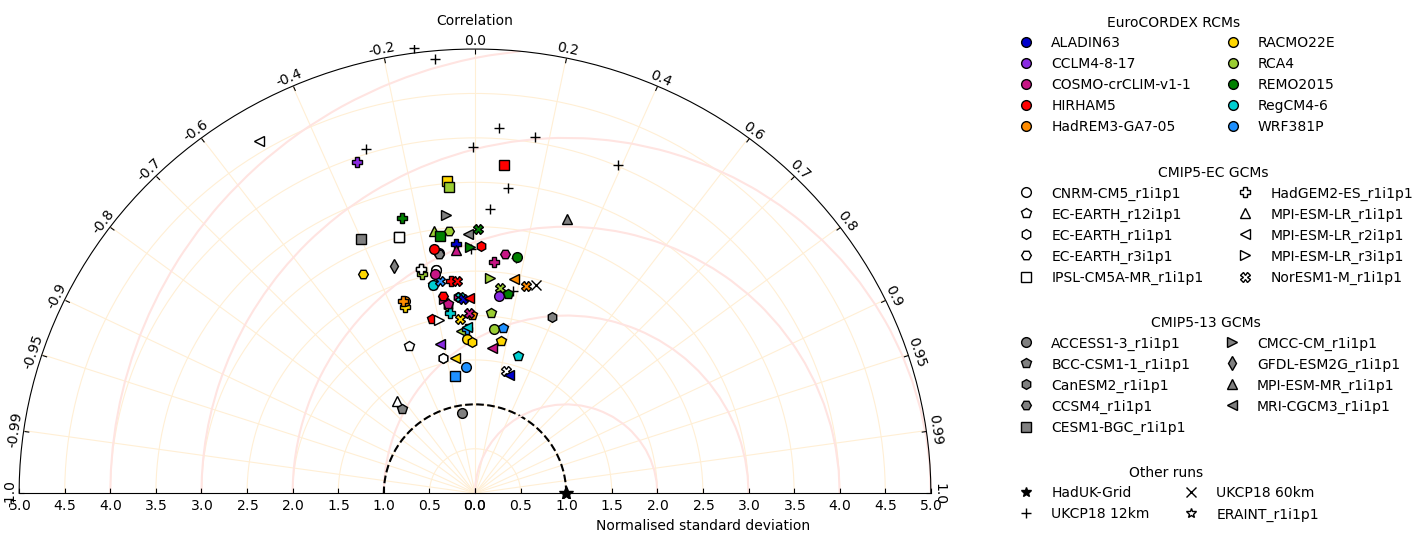 Correlation
-0.2
0.0
0.2
-0.4
0.4
-0.6
0.6
-0.7
0.7
-0.8
0.8
-0.9
0.9
-0.95
0.95
-0.99
0.99
-1.0
1.0
5.0 4.5 4.0 3.5 3.0 2.5 2.0 1.5 1.0 0.5 0.0 0.5 1.0 1.5 2.0 2.5 3.0 3.5 4.0 4.5 5.0
Normalised standard deviation
EuroCORDEX RCMs
ALADIN63 RACMO22E
CCLM4-8-17 RCA4
COSMO-crCLIM-v1-1 REMO2015
HIRHAM5 RegCM4-6
HadREM3-GA7-05 WRF381P
CMIP5-EC GCMs
CNRM-CM5_r1i1p1 HadGEM2-ES_r1i1p1
EC-EARTH_r12i1p1 MPI-ESM-LR_r1i1p1
EC-EARTH_r1i1p1 MPI-ESM-LR_r2i1p1
EC-EARTH_r3i1p1 MPI-ESM-LR_r3i1p1
IPSL-CM5A-MR_r1i1p1 NorESM1-M_r1i1p1
CMIP5-13 GCMs
ACCESS1-3_r1i1p1 CMCC-CM_r1i1p1
BCC-CSM1-1_r1i1p1 GFDL-ESM2G_r1i1p1
CanESM2_r1i1p1 MPI-ESM-MR_r1i1p1
CCSM4_r1i1p1 MRI-CGCM3_r1i1p1
CESM1-BGC_r1i1p1
Other runs
HadUK-Grid UKCP18 60km
UKCP18 12km ERAINT_r1i1p1